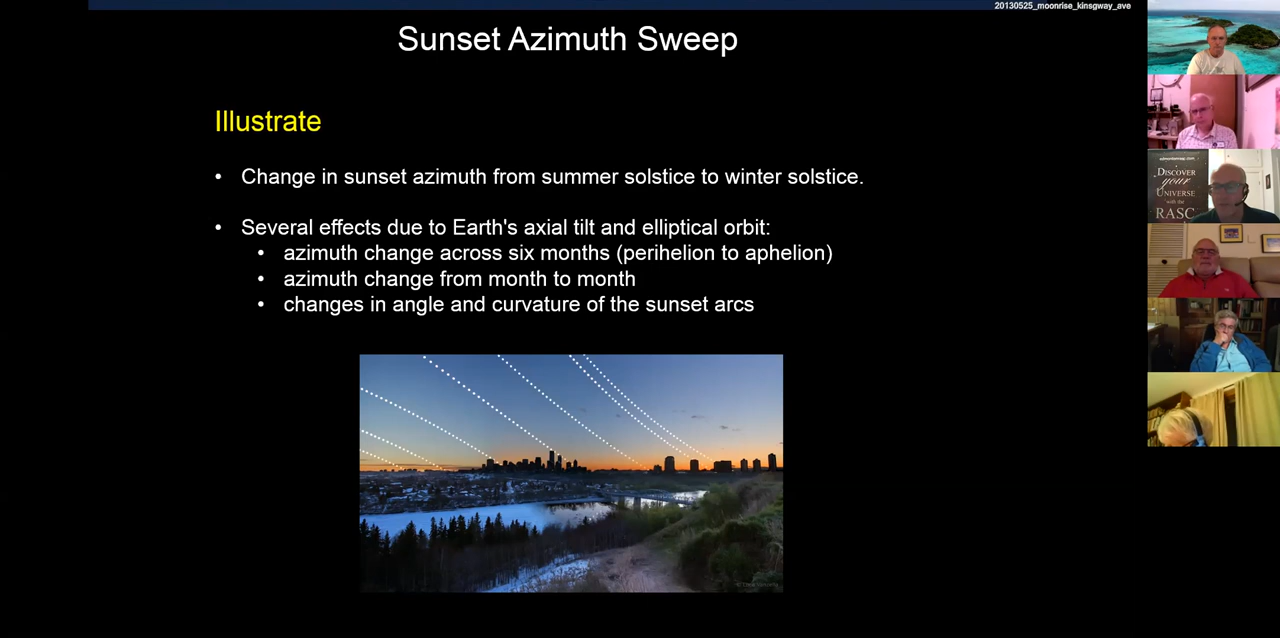 20130525_moonrise_kinsgway_ave
Sunset Azimuth Sweep
Illustrate
• Change in sunset azimuth from summer solstice to winter solstice.
• Several effects due to Earth's axial tilt and elliptical orbit:
• azimuth change across six months (perihelion to aphelion)
• azimuth change from month to month
• changes in angle and curvature of the sunset arcs
DISCOVER
your
UNIVERSE
with the
RASC